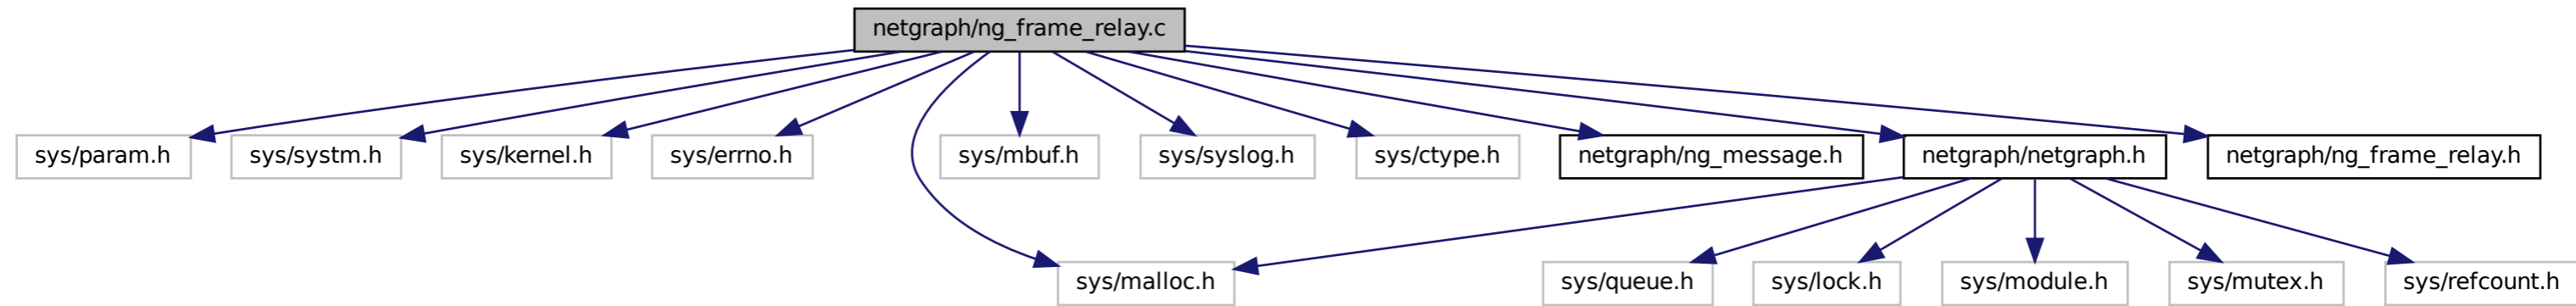 netgraph/ng_frame_relay.c
sys/param.h
sys/systm.h
sys/kernel.h
sys/errno.h
sys/mbuf.h
sys/syslog.h
sys/ctype.h
netgraph/ng_message.h
netgraph/netgraph.h
netgraph/ng_frame_relay.h
sys/malloc.h
sys/queue.h
sys/lock.h
sys/module.h
sys/mutex.h
sys/refcount.h